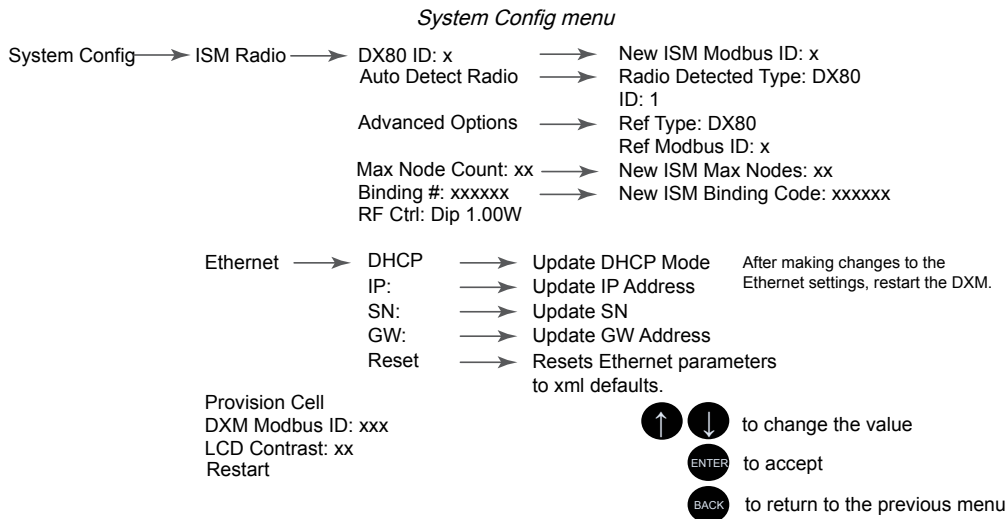 System Config menu
System Config ISM Radio DX80 ID: x New ISM Modbus ID: x
Auto Detect Radio Radio Detected Type: DX80
ID: 1
Advanced Options Ref Type: DX80
Ref Modbus ID: x
Max Node Count: xx New ISM Max Nodes: xx
Binding #: xxxxxx New ISM Binding Code: xxxxxx
RF Ctrl: Dip 1.00W
Ethernet DHCP Update DHCP Mode After making changes to the
IP: Update IP Address Ethernet settings, restart the DXM.
SN: Update SN
GW: Update GW Address
Reset Resets Ethernet parameters
to xml defaults.
Provision Cell
DXM Modbus ID: xxx
LCD Contrast: xx
Restart
↑ ↓ to change the value
ENTER to accept
BACK to return to the previous menu